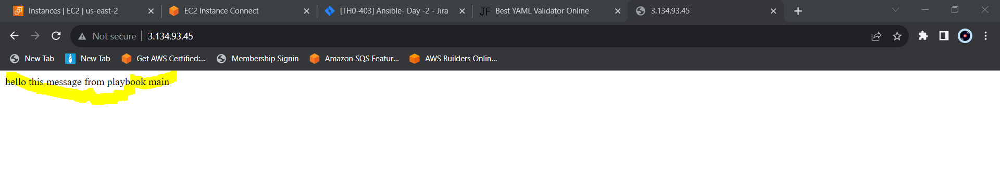 Instances | EC2 | us-east-2
EC2 Instance Connect
[TH0-403] Ansible- Day -2 - Jira
JF Best YAML Validator Online
3.134.93.45
Not secure | 3.134.93.45
New Tab
New Tab
Get AWS Certified:...
Membership Signin
Amazon SQS Featur...
AWS Builders Onlin...
hello this message from playbook main